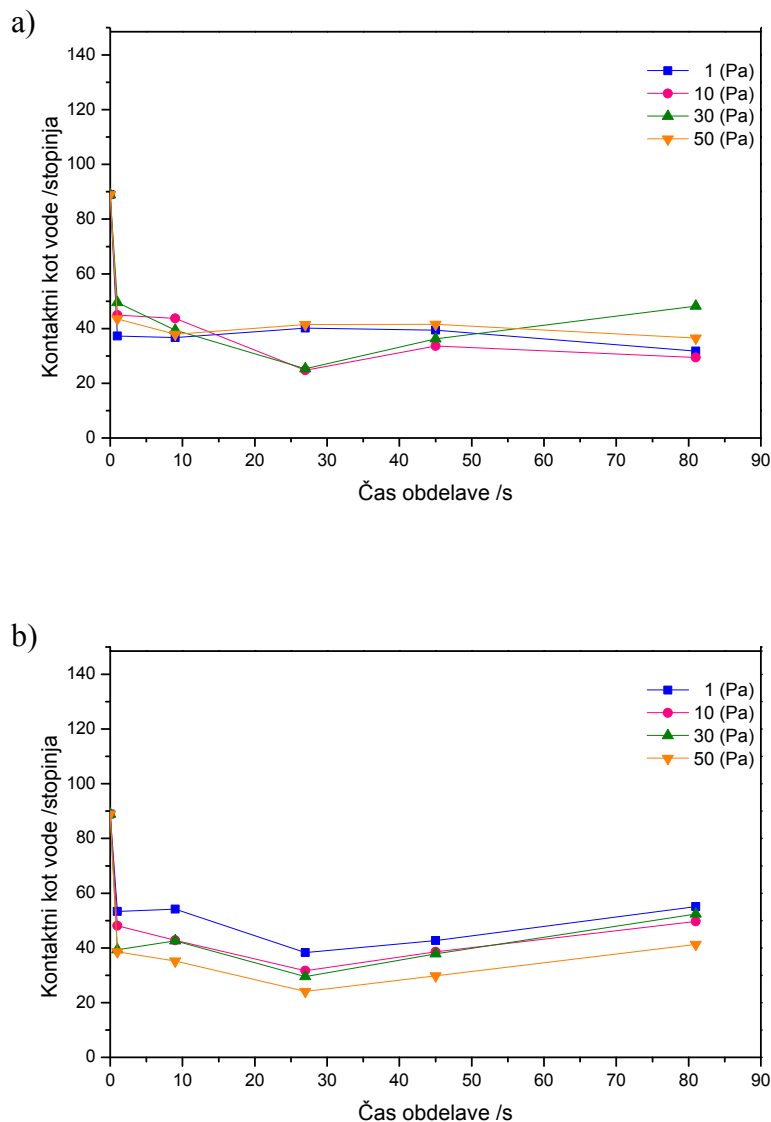 a)
140
120
100
80
60
40
20
0
Kontaktni kot vode /stopinja
1 (Pa)
10 (Pa)
30 (Pa)
50 (Pa)
0 10 20 30 40 50 60 70 80 90
Čas obdelave /s
b)
140
120
100
80
60
40
20
0
Kontaktni kot vode /stopinja
1 (Pa)
10 (Pa)
30 (Pa)
50 (Pa)
0 10 20 30 40 50 60 70 80 90
Čas obdelave /s